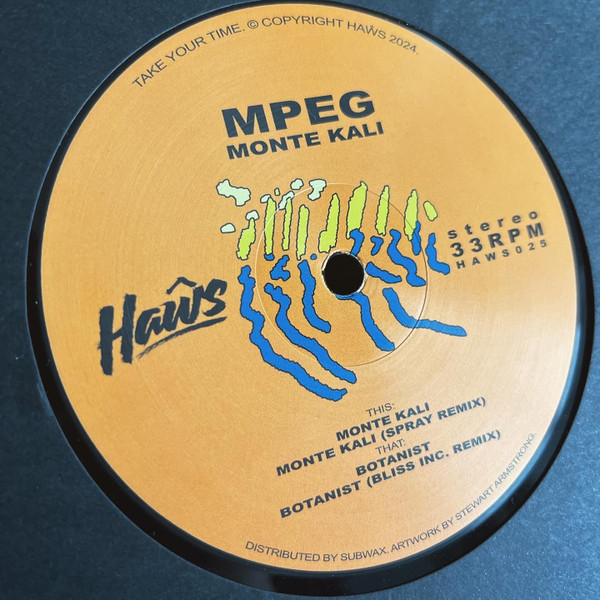 TAKE YOUR TIME. © COPYRIGHT HAŴS 2024.
MPEG
MONTE KALI
stereo
33RPM
HAWS025
Haŵs
THIS:
MONTE KALI
MONTE KALI (SPRAY REMIX)
THAT:
BOTANIST
BOTANIST (BLISS INC. REMIX)
DISTRIBUTED BY SUBWAX. ARTWORK BY STEWART ARMSTRONG.